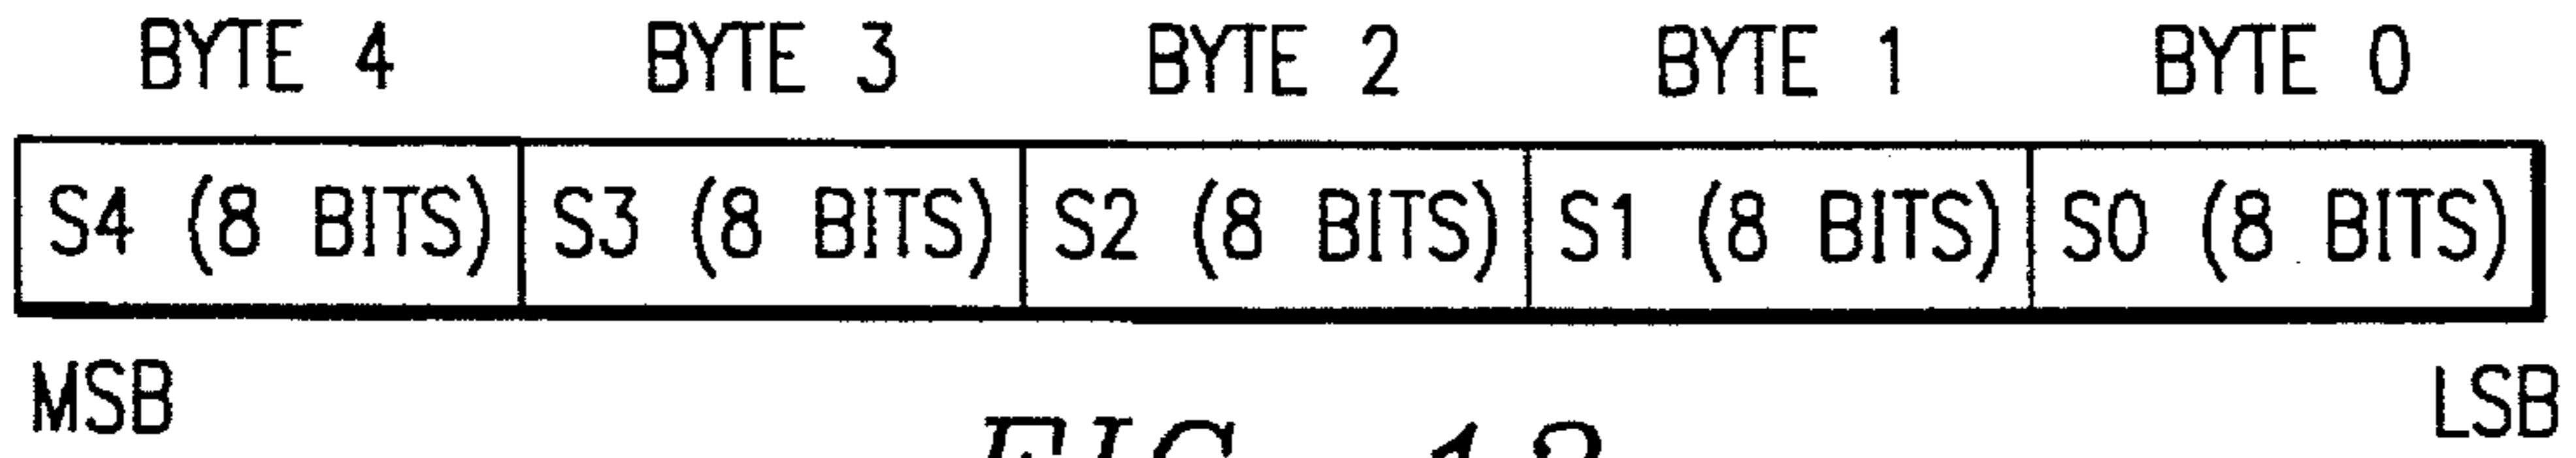 BYTE 4 BYTE 3 BYTE 2 BYTE 1 BYTE 0
S4 (8 BITS) S3 (8 BITS) S2 (8 BITS) S1 (8 BITS) S0 (8 BITS)
MSB LSB
FIG.